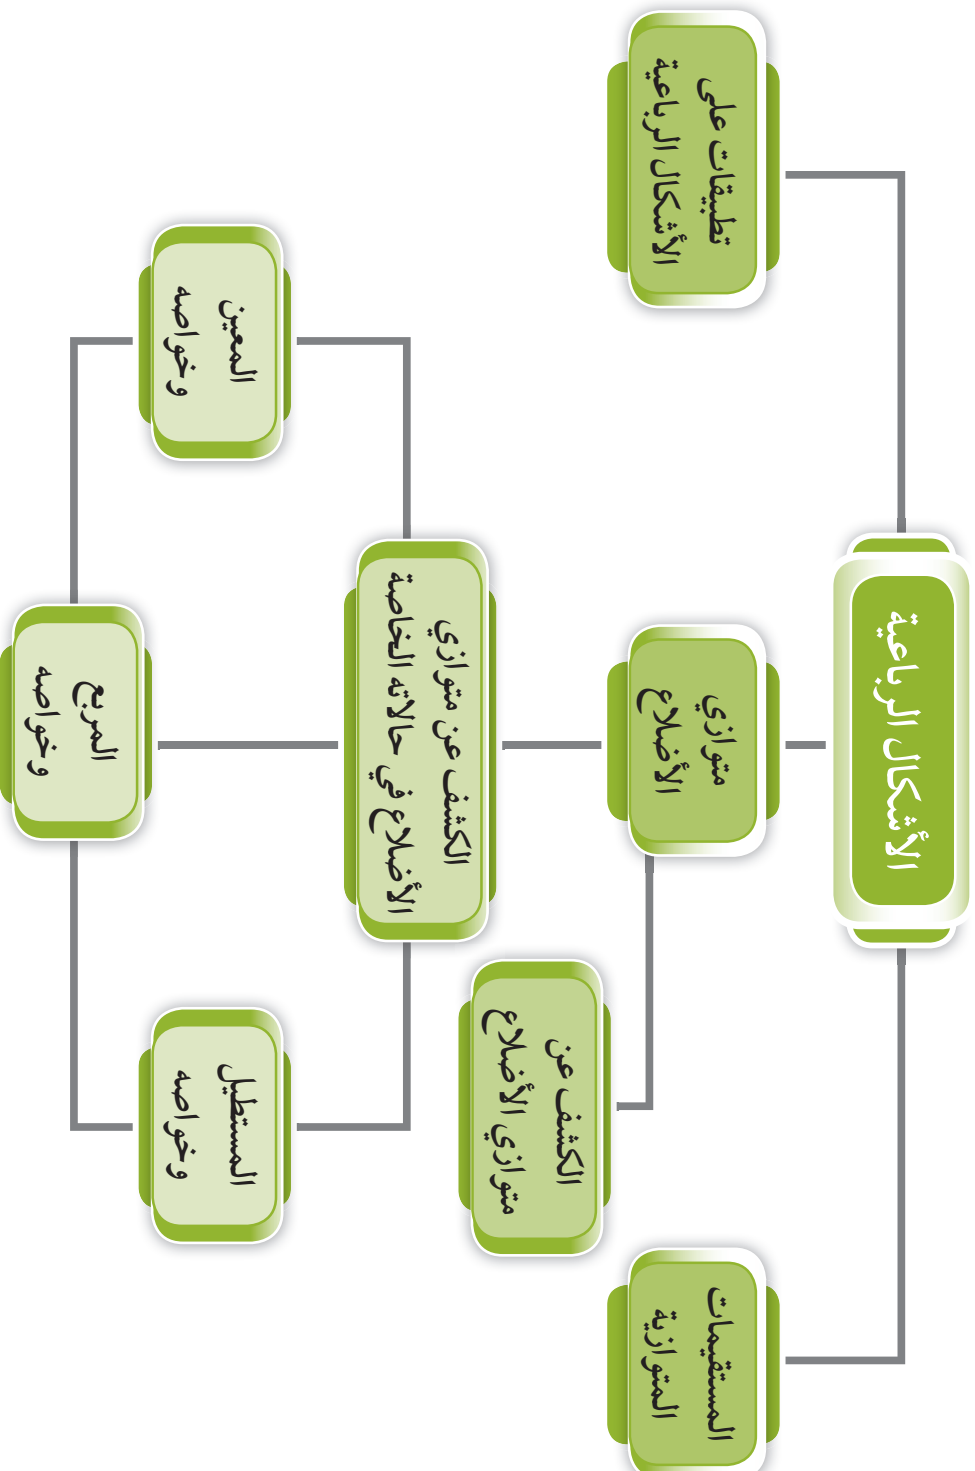 الأشكال الرباعية
المستقيمات
المتوازية
متوازي
الأضلاع
تطبيقات على
الأشكال الرباعية
الكشف عن
متوازي الأضلاع
الكشف عن متوازي
الأضلاع في حالاته الخاصة
المستطيل
وخواصه
المعين
وخواصه
المربع
وخواصه